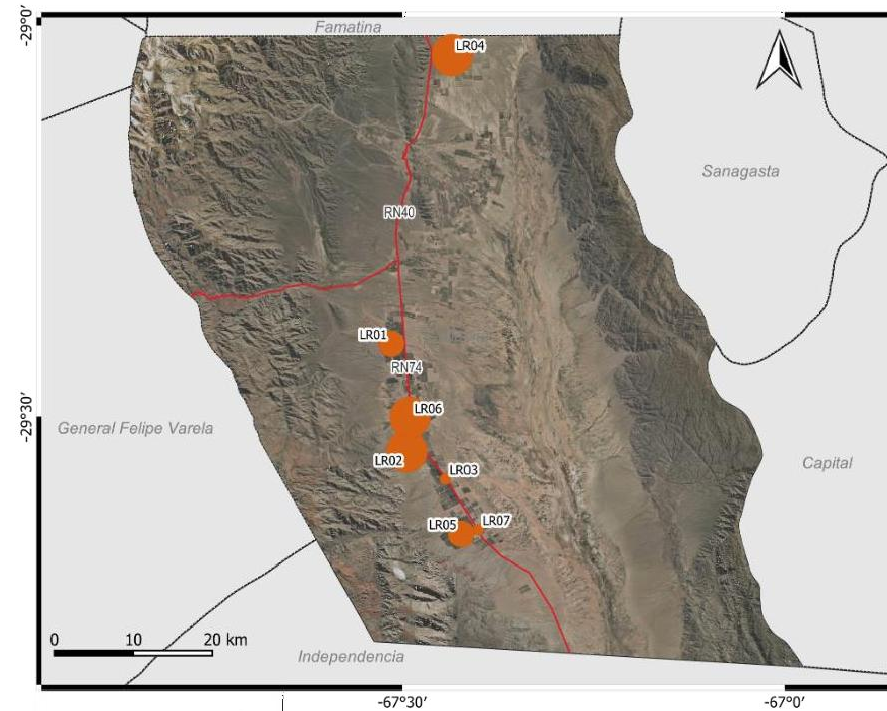 -29°0'
Famatina
LR04
Sanagasta
RN40
LR01
RN74
LR06
-29°30'
General Felipe Varela
LR02
LR03
Capital
LR05
LR07
0 10 20 km
Independencia
-67°30'
-67°0'